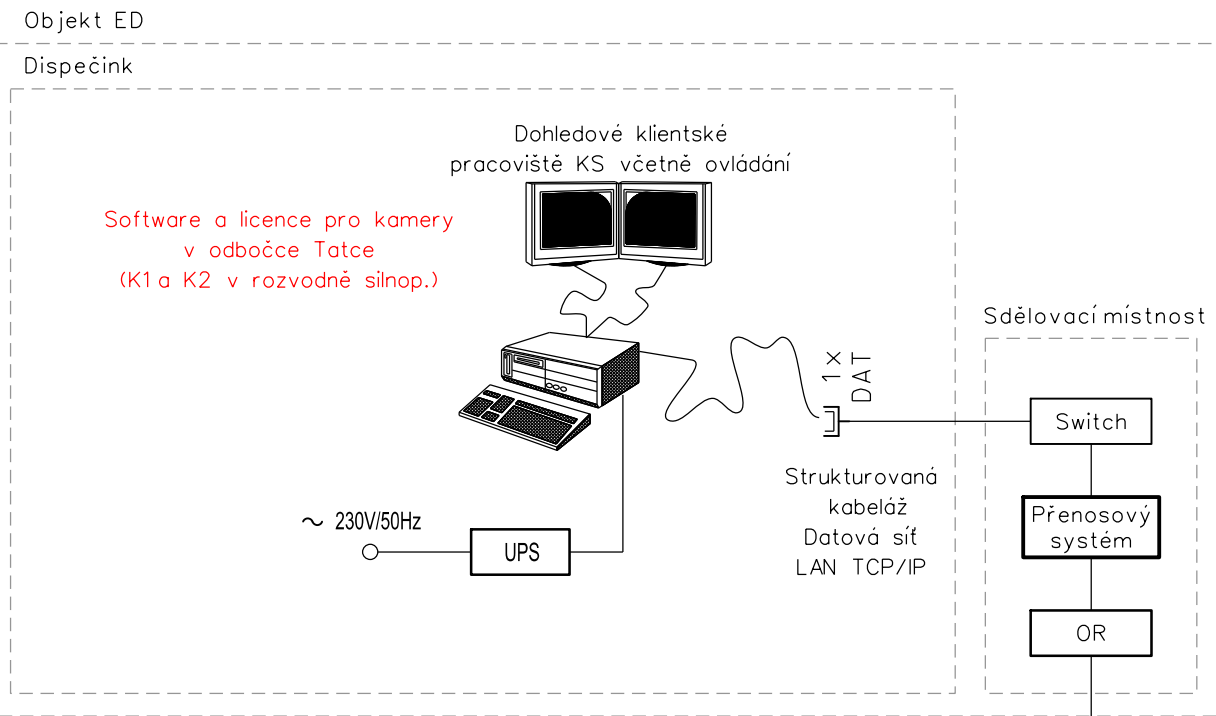 Objekt ED
Dispečink
Dohledové klientské
pracoviště KS včetně ovládání
Software a licence pro kamery
v odbočce Tatce
(K1 a K2 v rozvodně silnop.)
Sdělovací místnost
1x
DAT
Switch
Strukturovaná
kabeláž
Datová síť
LAN TCP/IP
Přenosový
systém
~ 230V/50Hz
UPS
OR